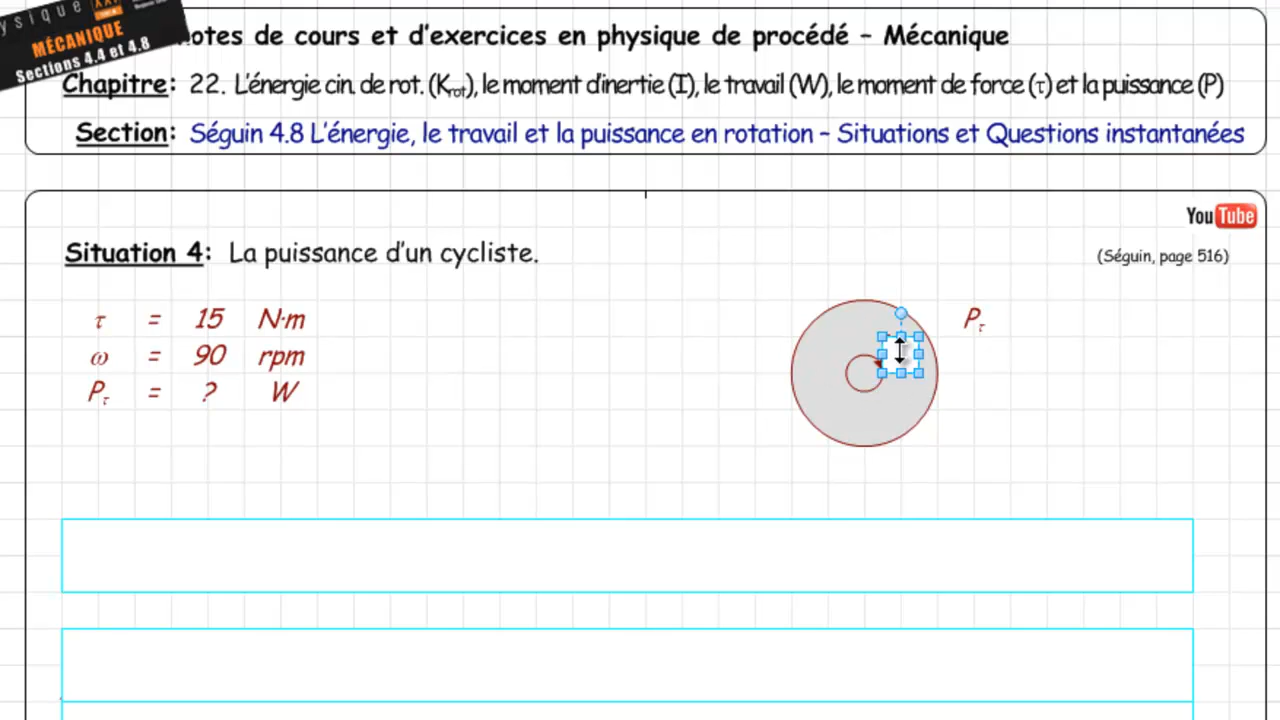 ysique XXI
MÉCANIQUE
Sections 4.4 et 4.8
notes de cours et d'exercices en physique de procédé – Mécanique
Chapitre: 22. L'énergie cin. de rot. (Krot), le moment d'inertie (I), le travail (W), le moment de force (τ) et la puissance (P)
Section: Séguin 4.8 L'énergie, le travail et la puissance en rotation – Situations et Questions instantanées
YouTube
Situation 4: La puissance d'un cycliste.
(Séguin, page 516)
τ = 15 N·m
Pτ
ω = 90 rpm
Pτ = ? W